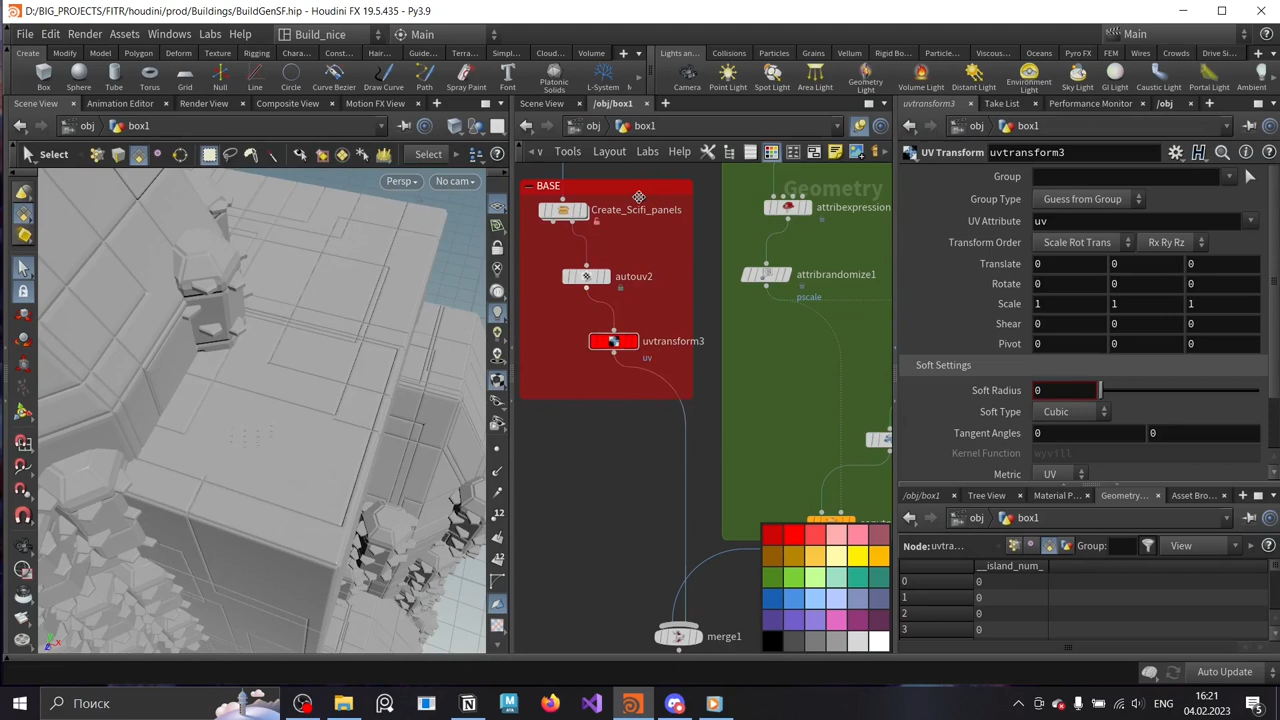 D:/BIG_PROJECTS/FITR/houdini/prod/Buildings/BuildGenSF.hip - Houdini FX 19.5.435 - Py3.9
File Edit Render Assets Windows Labs Help Build_nice Main Main
Create Modify Model Polygon Deform Texture Rigging Chara... Const... Hair... Guide... Terra... Simpl... Cloud... Volume Lights an... Collisions Particles Grains Vellum Rigid Bo... Particle... Viscous... Oceans Pyro FX FEM Wires Crowds Drive Si...
Box Sphere Tube Torus Grid Null Line Circle Curve Bezier Draw Curve Path Spray Paint Font Platonic Solids L-System Camera Point Light Spot Light Area Light Geometry Light Volume Light Distant Light Environment Light Sky Light GI Light Caustic Light Portal Light Ambient
Scene View Animation Editor Render View Composite View Motion FX View Scene View /obj/box1 uvtransform3 Take List Performance Monitor /obj
obj box1 obj box1 obj box1
Select Select Tools Layout Labs Help UV Transform uvtransform3
Persp No cam
BASE
Create_Scifi_panels
autouv2
uvtransform3
uv
Geometry
attribexpression
attribrandomize1
pscale
merge1
Group
Group Type Guess from Group
UV Attribute uv
Transform Order Scale Rot Trans Rx Ry Rz
Translate 0 0 0
Rotate 0 0 0
Scale 1 1 1
Shear 0 0 0
Pivot 0 0 0
Soft Settings
Soft Radius 0
Soft Type Cubic
Tangent Angles 0 0
Kernel Function wyvill
Metric UV
/obj/box1 Tree View Material P... Geometry... Asset Bro...
obj box1
Node: uvtra... Group: View
__island_num_
0 0
1 0
2 0
3 0
Auto Update
Поиск
ENG
16:21
04.02.2023